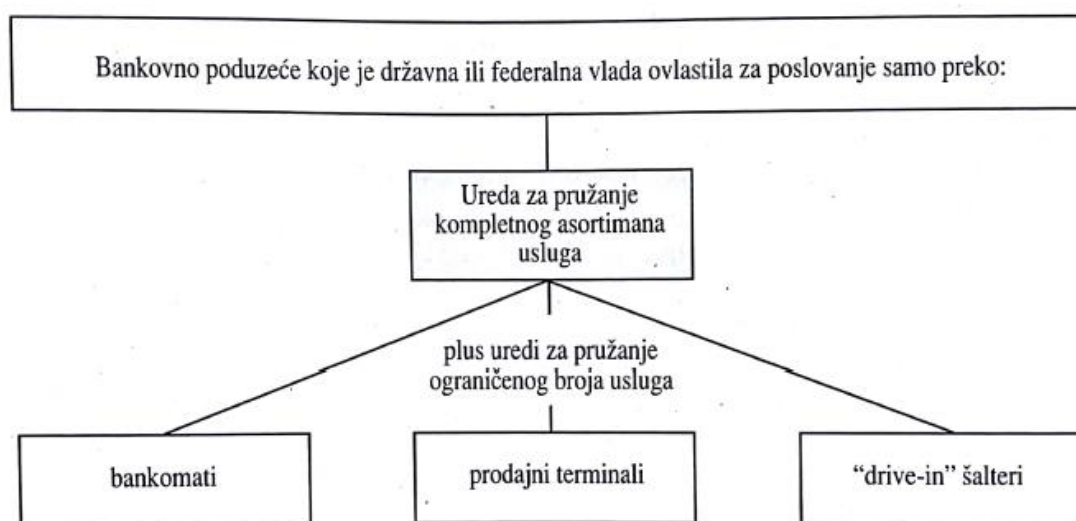 Bankovno poduzeće koje je državna ili federalna vlada ovlastila za poslovanje samo preko:
Ureda za pružanje
kompletnog asortimana
usluga
plus uredi za pružanje
ograničenog broja usluga
bankomati
prodajni terminali
“drive-in” šalteri